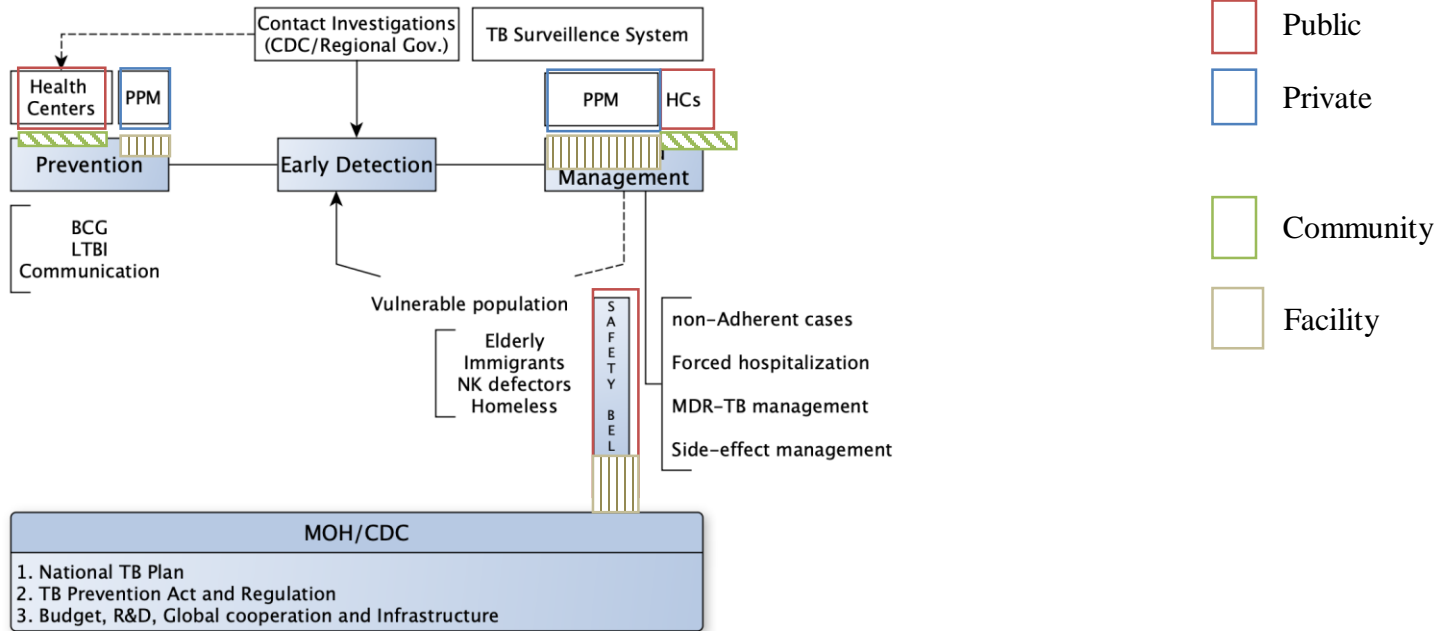 Contact Investigations
(CDC/Regional Gov.)
TB Surveillence System
Public
Health
Centers
PPM
PPM
HCs
Private
Prevention
Early Detection
Management
BCG
LTBI
Communication
Community
Vulnerable population
Elderly
Immigrants
NK defectors
Homeless
S
A
F
E
T
Y
B
E
L
non-Adherent cases
Forced hospitalization
MDR-TB management
Side-effect management
Facility
MOH/CDC
1. National TB Plan
2. TB Prevention Act and Regulation
3. Budget, R&D, Global cooperation and Infrastructure